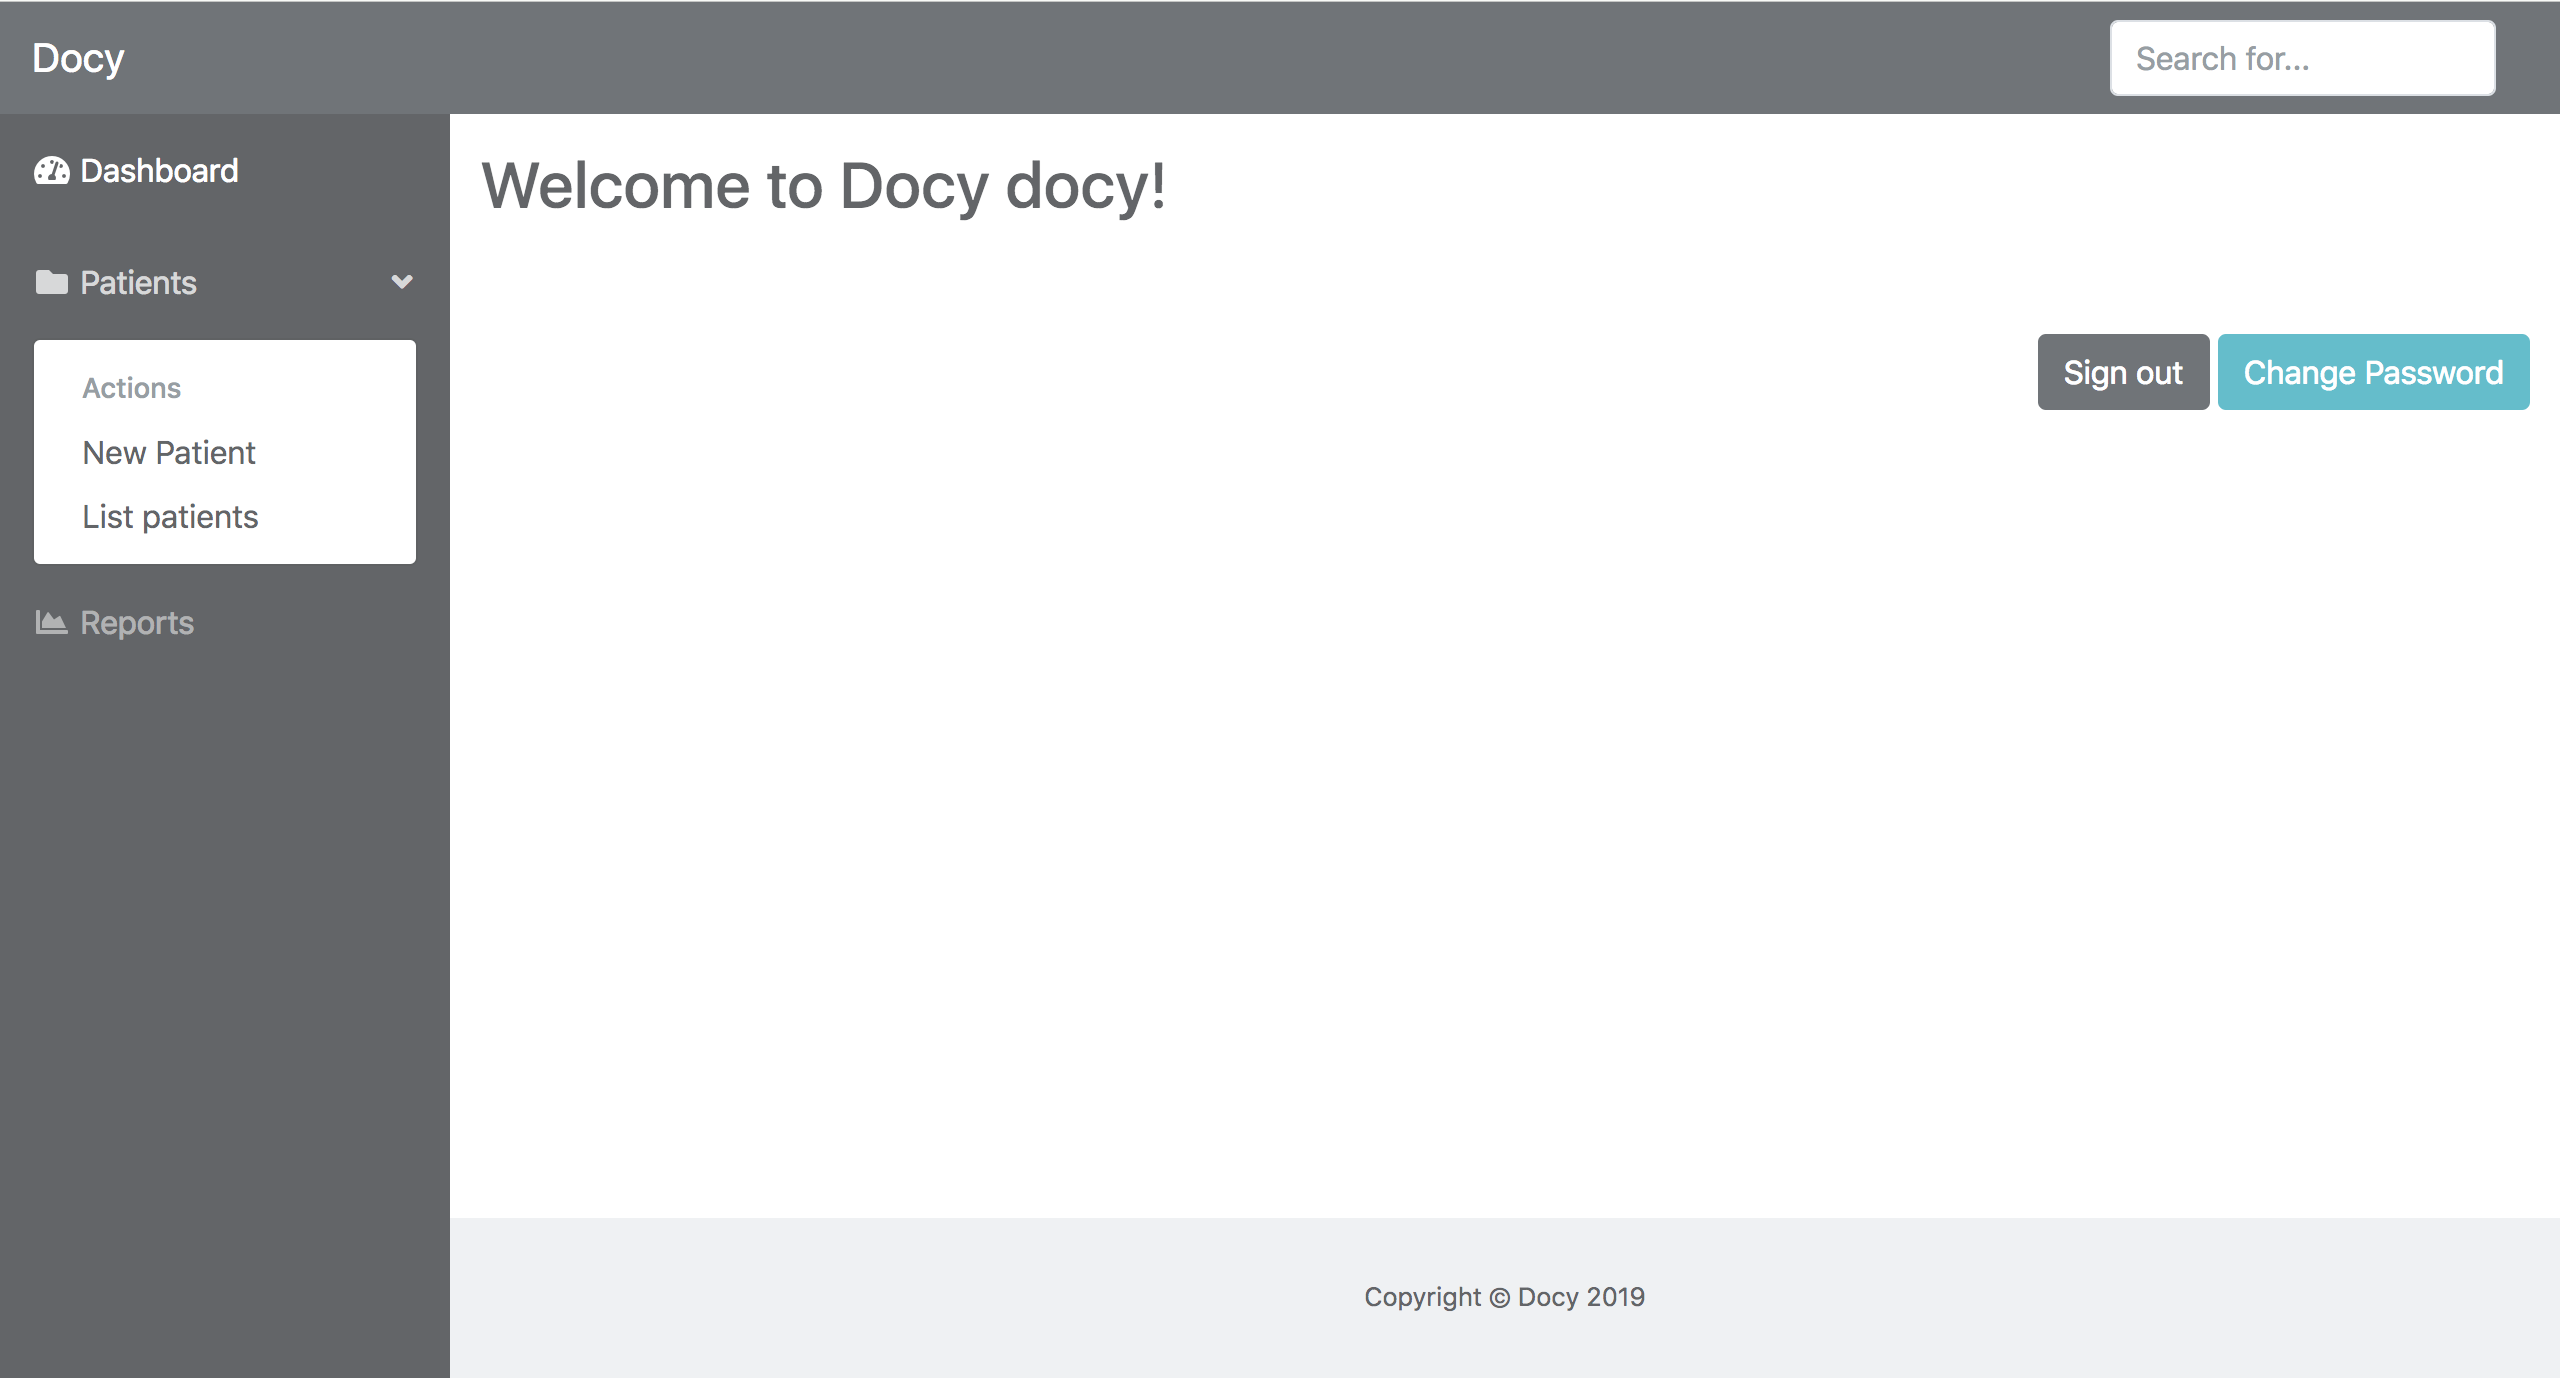 Docy
Search for...
Dashboard
Patients
Actions
New Patient
List patients
Reports
Welcome to Docy docy!
Sign out
Change Password
Copyright © Docy 2019